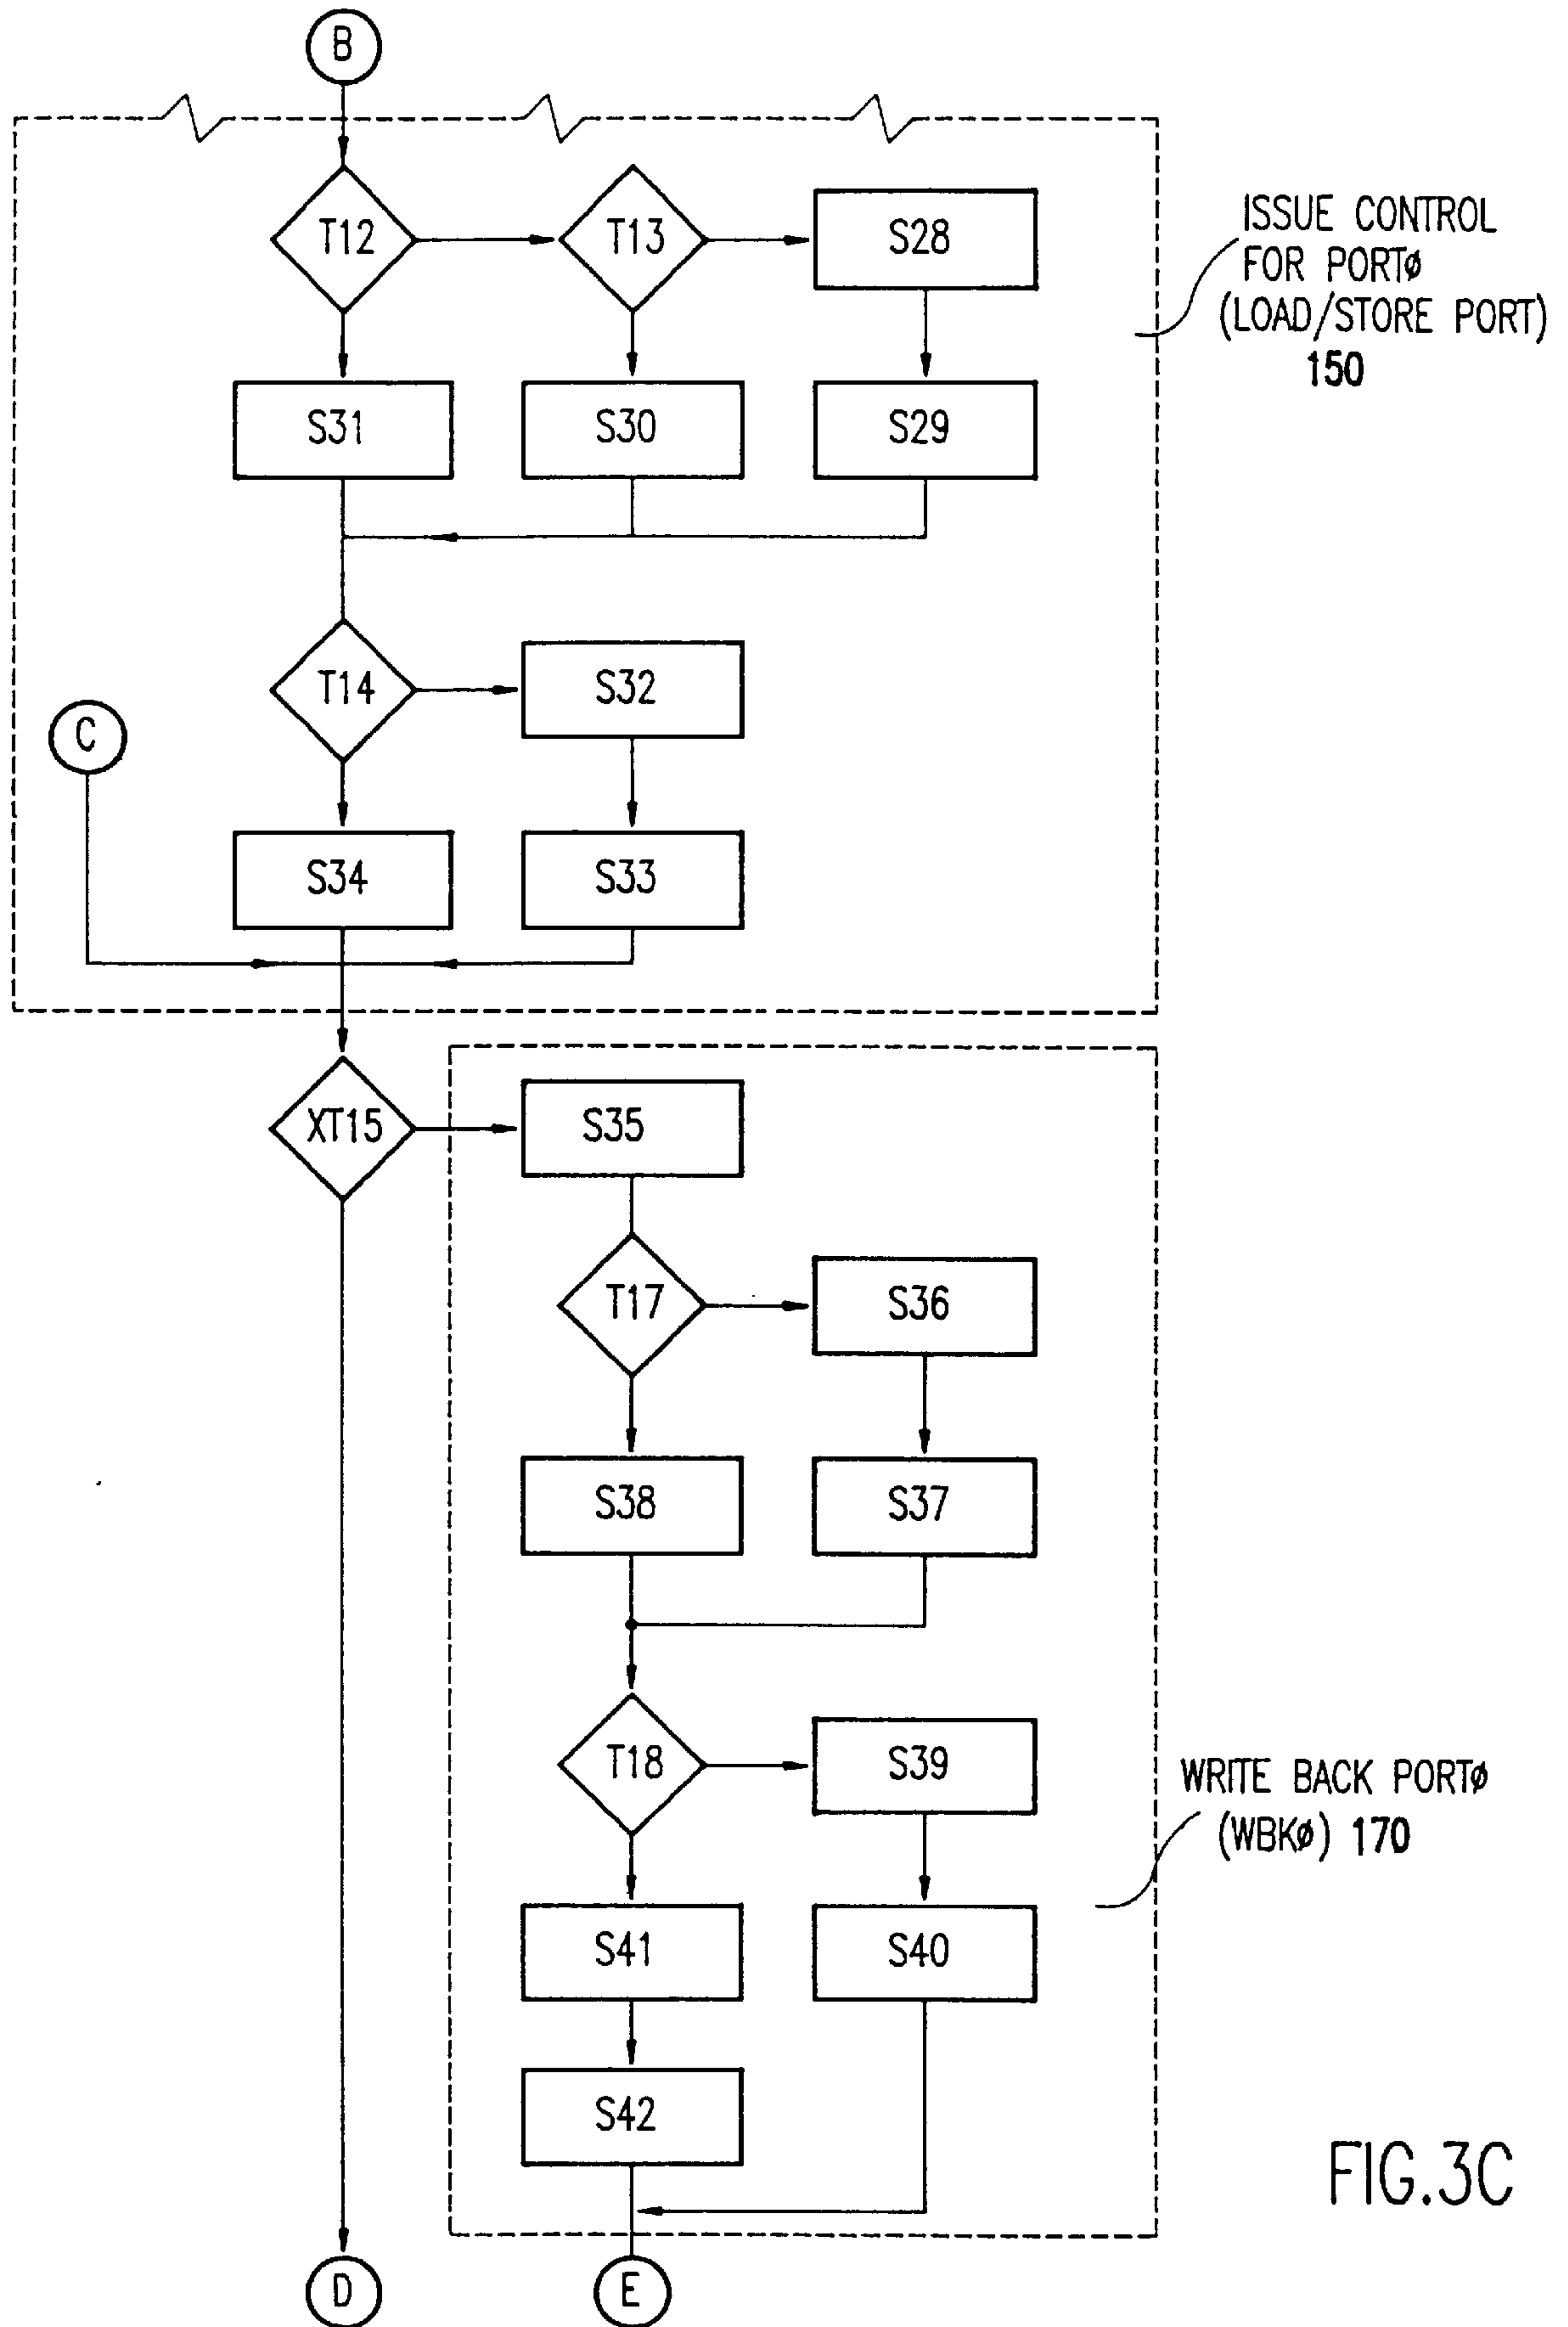 B
T12
T13
S28
ISSUE CONTROL
FOR PORTØ
(LOAD/STORE PORT)
150
S31
S30
S29
T14
S32
C
S34
S33
XT15
S35
T17
S36
S38
S37
T18
S39
WRITE BACK PORTØ
(WBKØ) 170
S41
S40
S42
FIG.3C
D
E